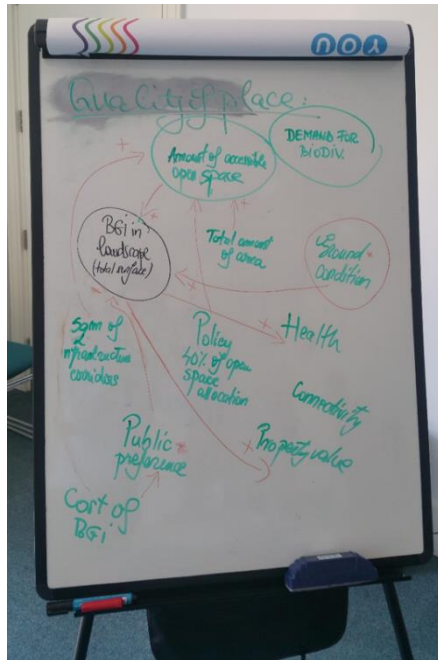 Quality of place:
Amount of accessible
open space
DEMAND FOR
BioDiv.
BGi in
landscape
(total surface)
Total amount
of area
Ground
condition
sqm of
infrastructure
corridors
Policy
40% of open
space
allocation
Health
Connectivity
Public
preference
Property value
Cost of
BGi